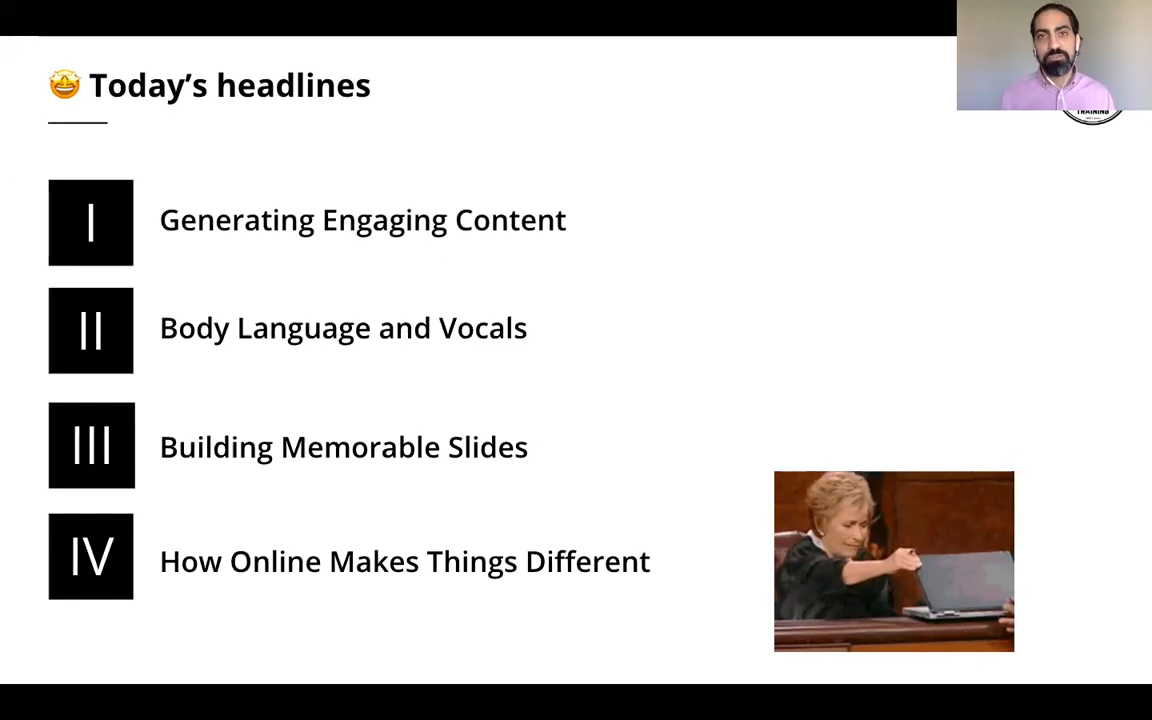 🤩 Today’s headlines
TRAINING
I
Generating Engaging Content
II
Body Language and Vocals
III
Building Memorable Slides
IV
How Online Makes Things Different